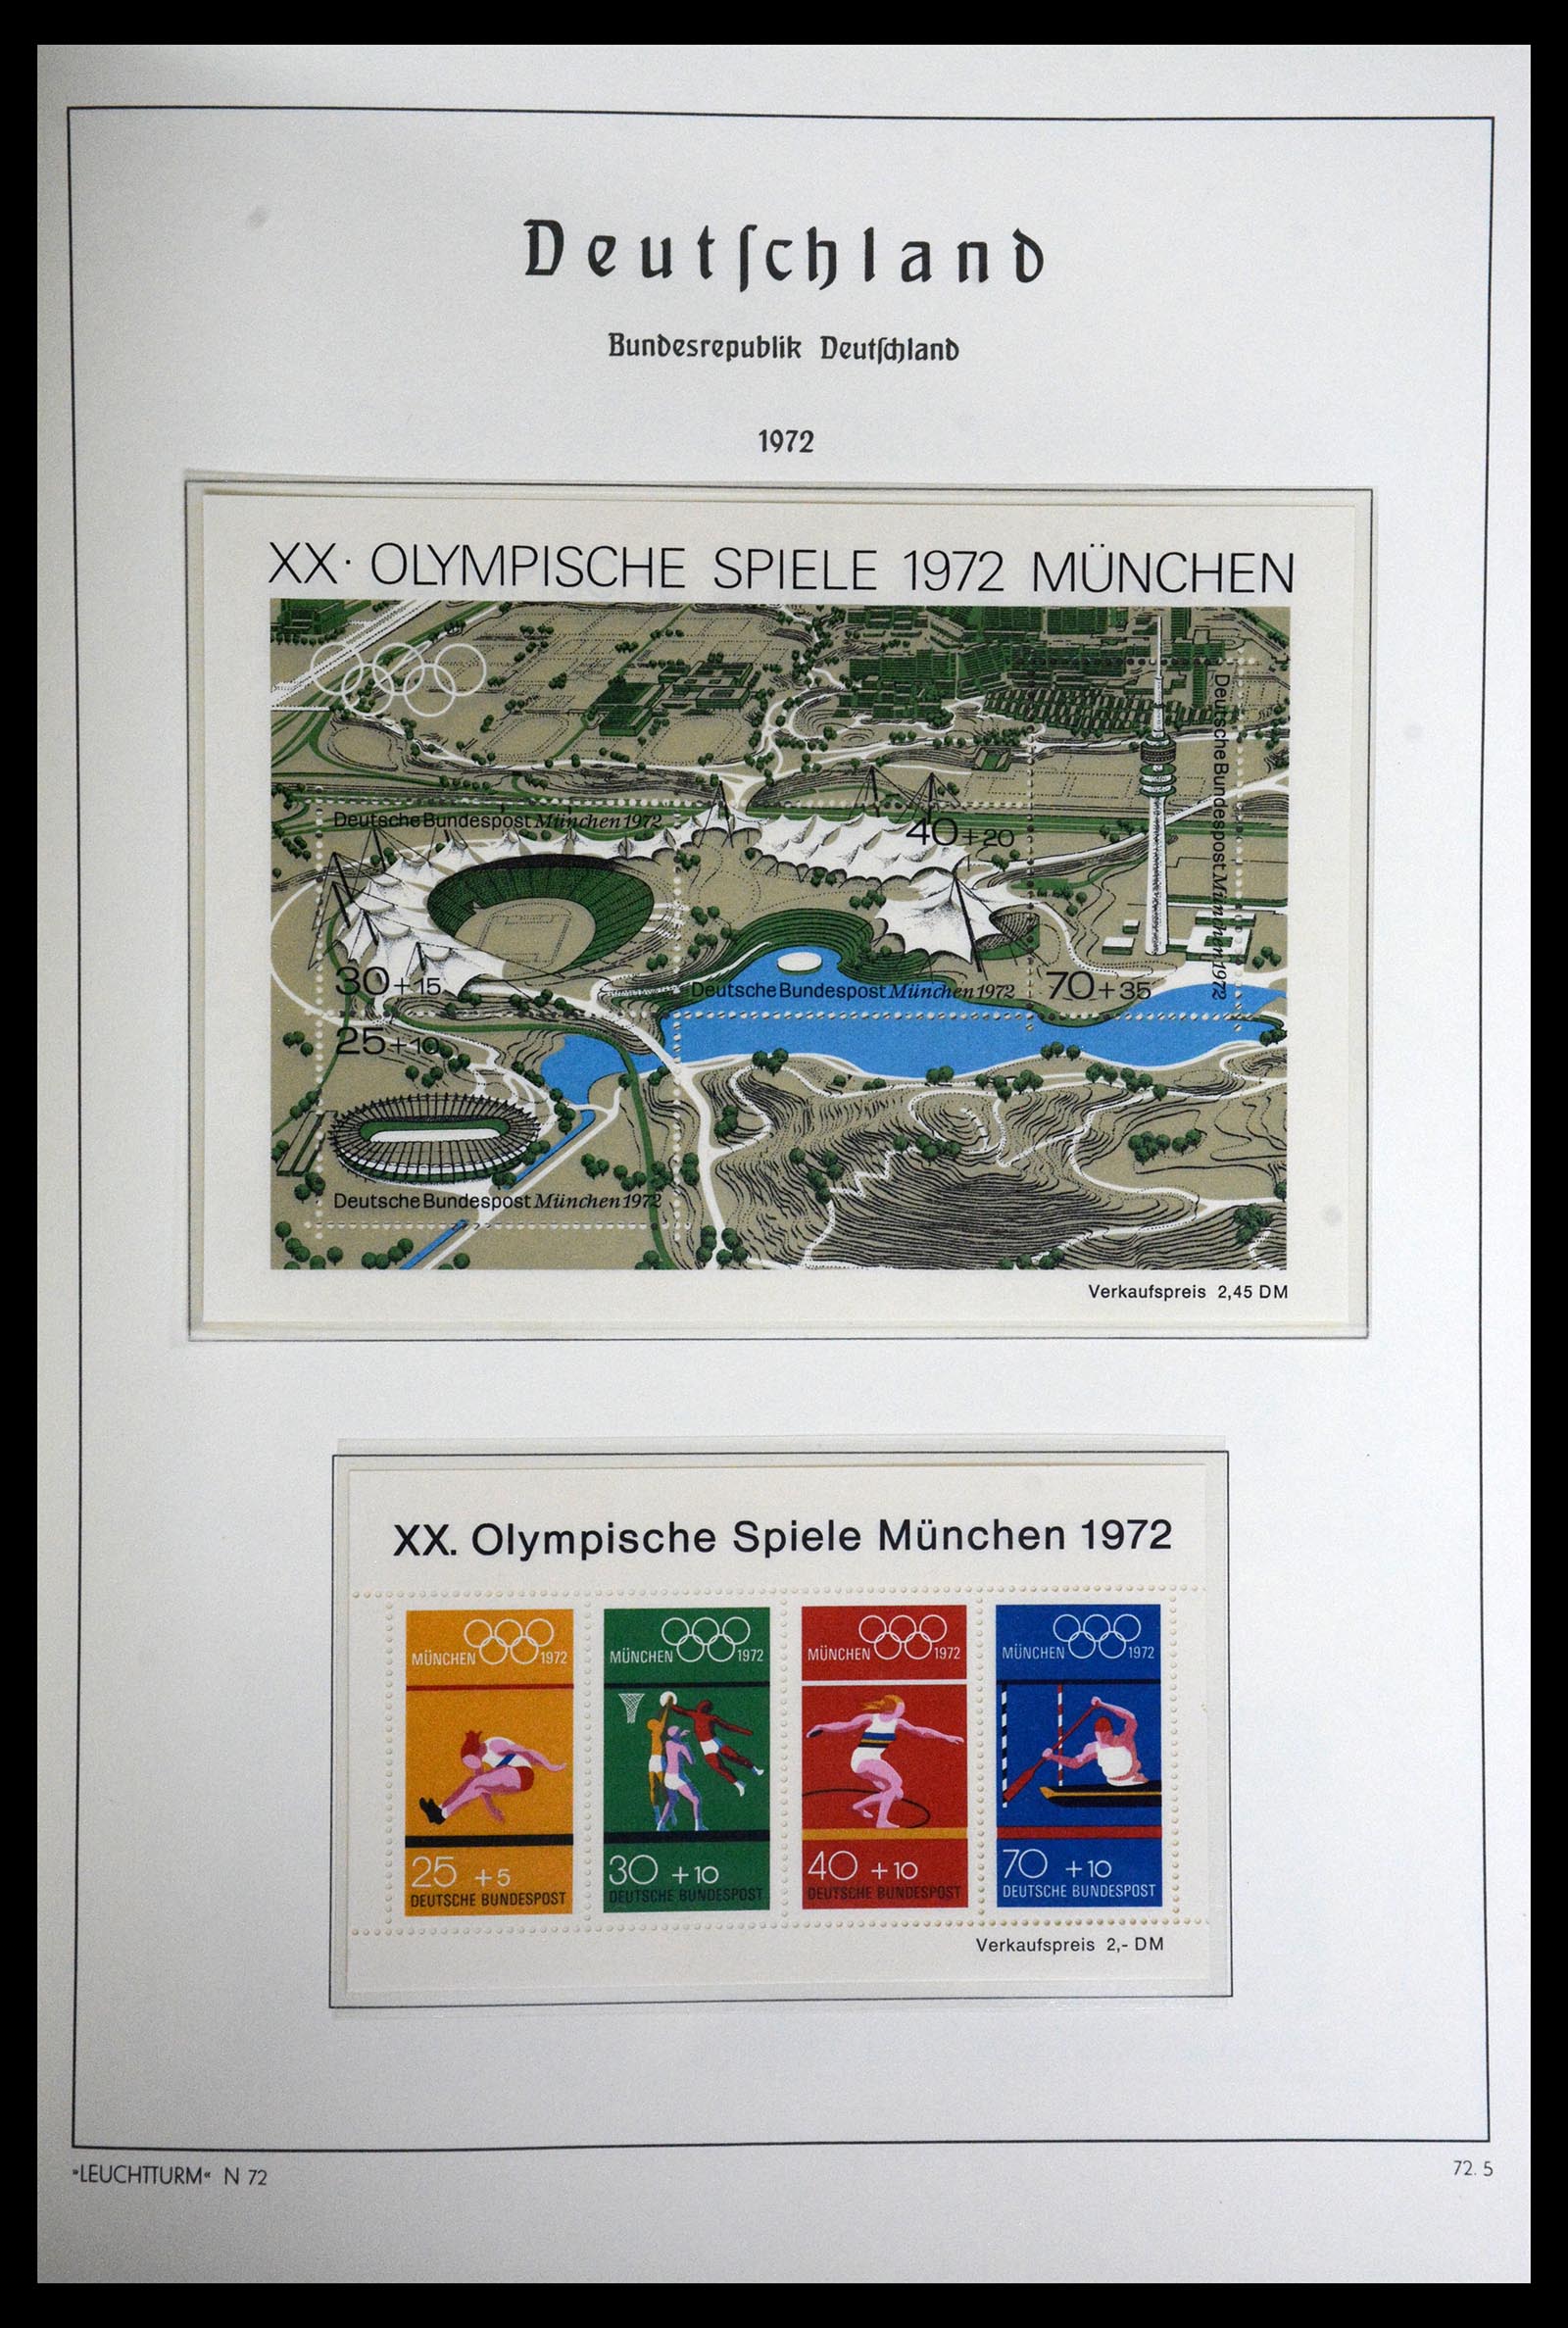 Deutſchland
Bundesrepublik Deutſchland
1972
XX. OLYMPISCHE SPIELE 1972 MÜNCHEN
Deutsche Bundespost München 1972
40+20
Deutsche Bundespost München 1972
30+15
Deutsche Bundespost München 1972
70+35
25+10
Deutsche Bundespost München 1972
Verkaufspreis 2,45 DM
XX. Olympische Spiele München 1972
MÜNCHEN 1972
25 +5
DEUTSCHE BUNDESPOST
MÜNCHEN 1972
30 +10
DEUTSCHE BUNDESPOST
MÜNCHEN 1972
40 +10
DEUTSCHE BUNDESPOST
MÜNCHEN 1972
70 +10
DEUTSCHE BUNDESPOST
Verkaufspreis 2,- DM
»LEUCHTTURM« N 72
72. 5